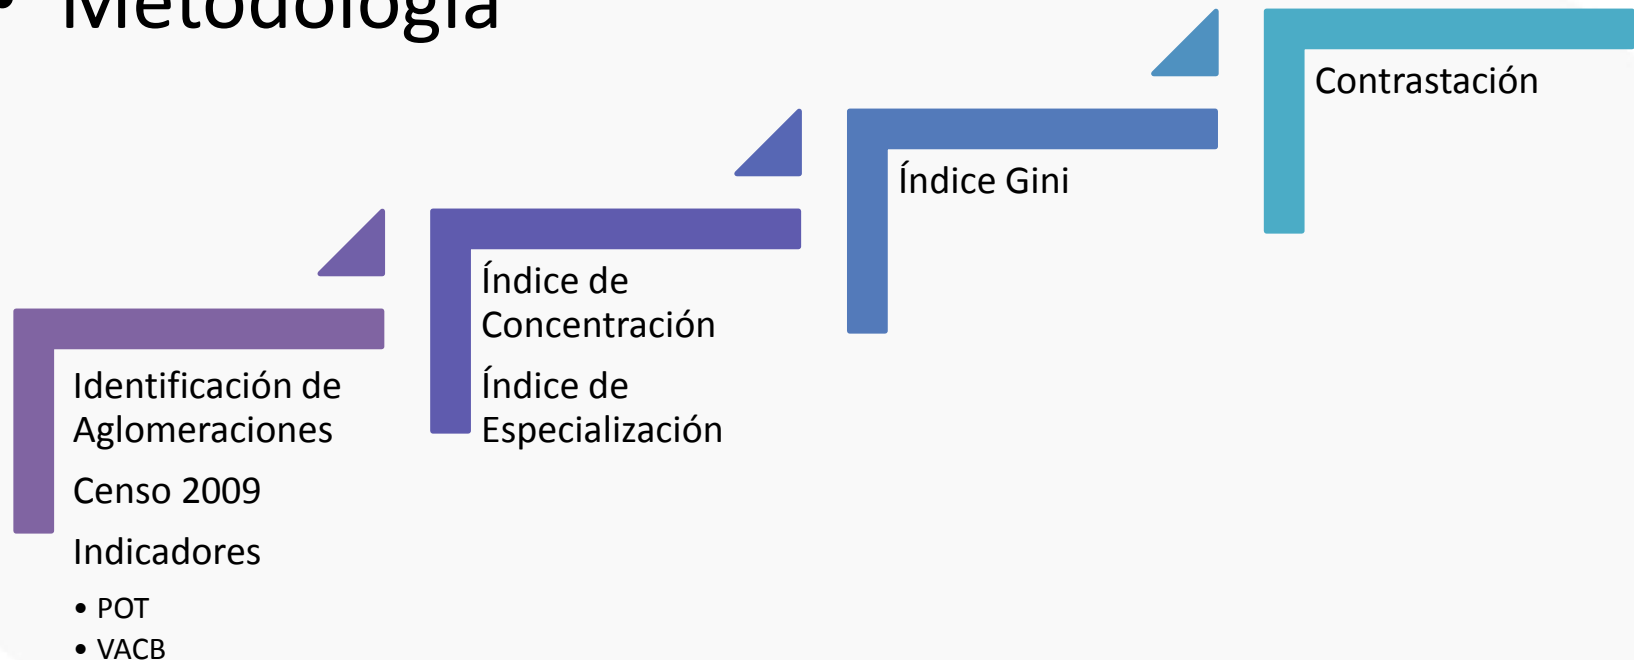 • Metodología
Identificación de
Aglomeraciones
Censo 2009
Indicadores
• POT
• VACB
Índice de
Concentración
Índice de
Especialización
Índice Gini
Contrastación